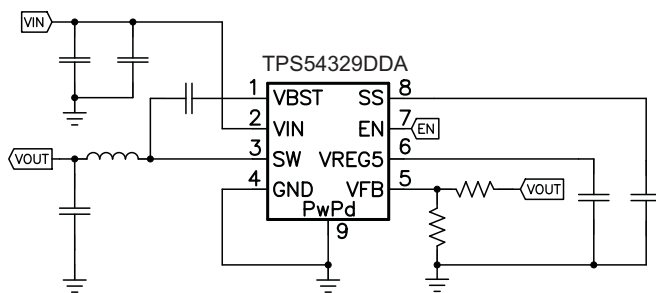 VIN
TPS54329DDA
1 VBST SS 8
2 VIN EN 7 EN
VOUT 3 SW VREG5 6
4 GND VFB 5 VOUT
PwPd
9